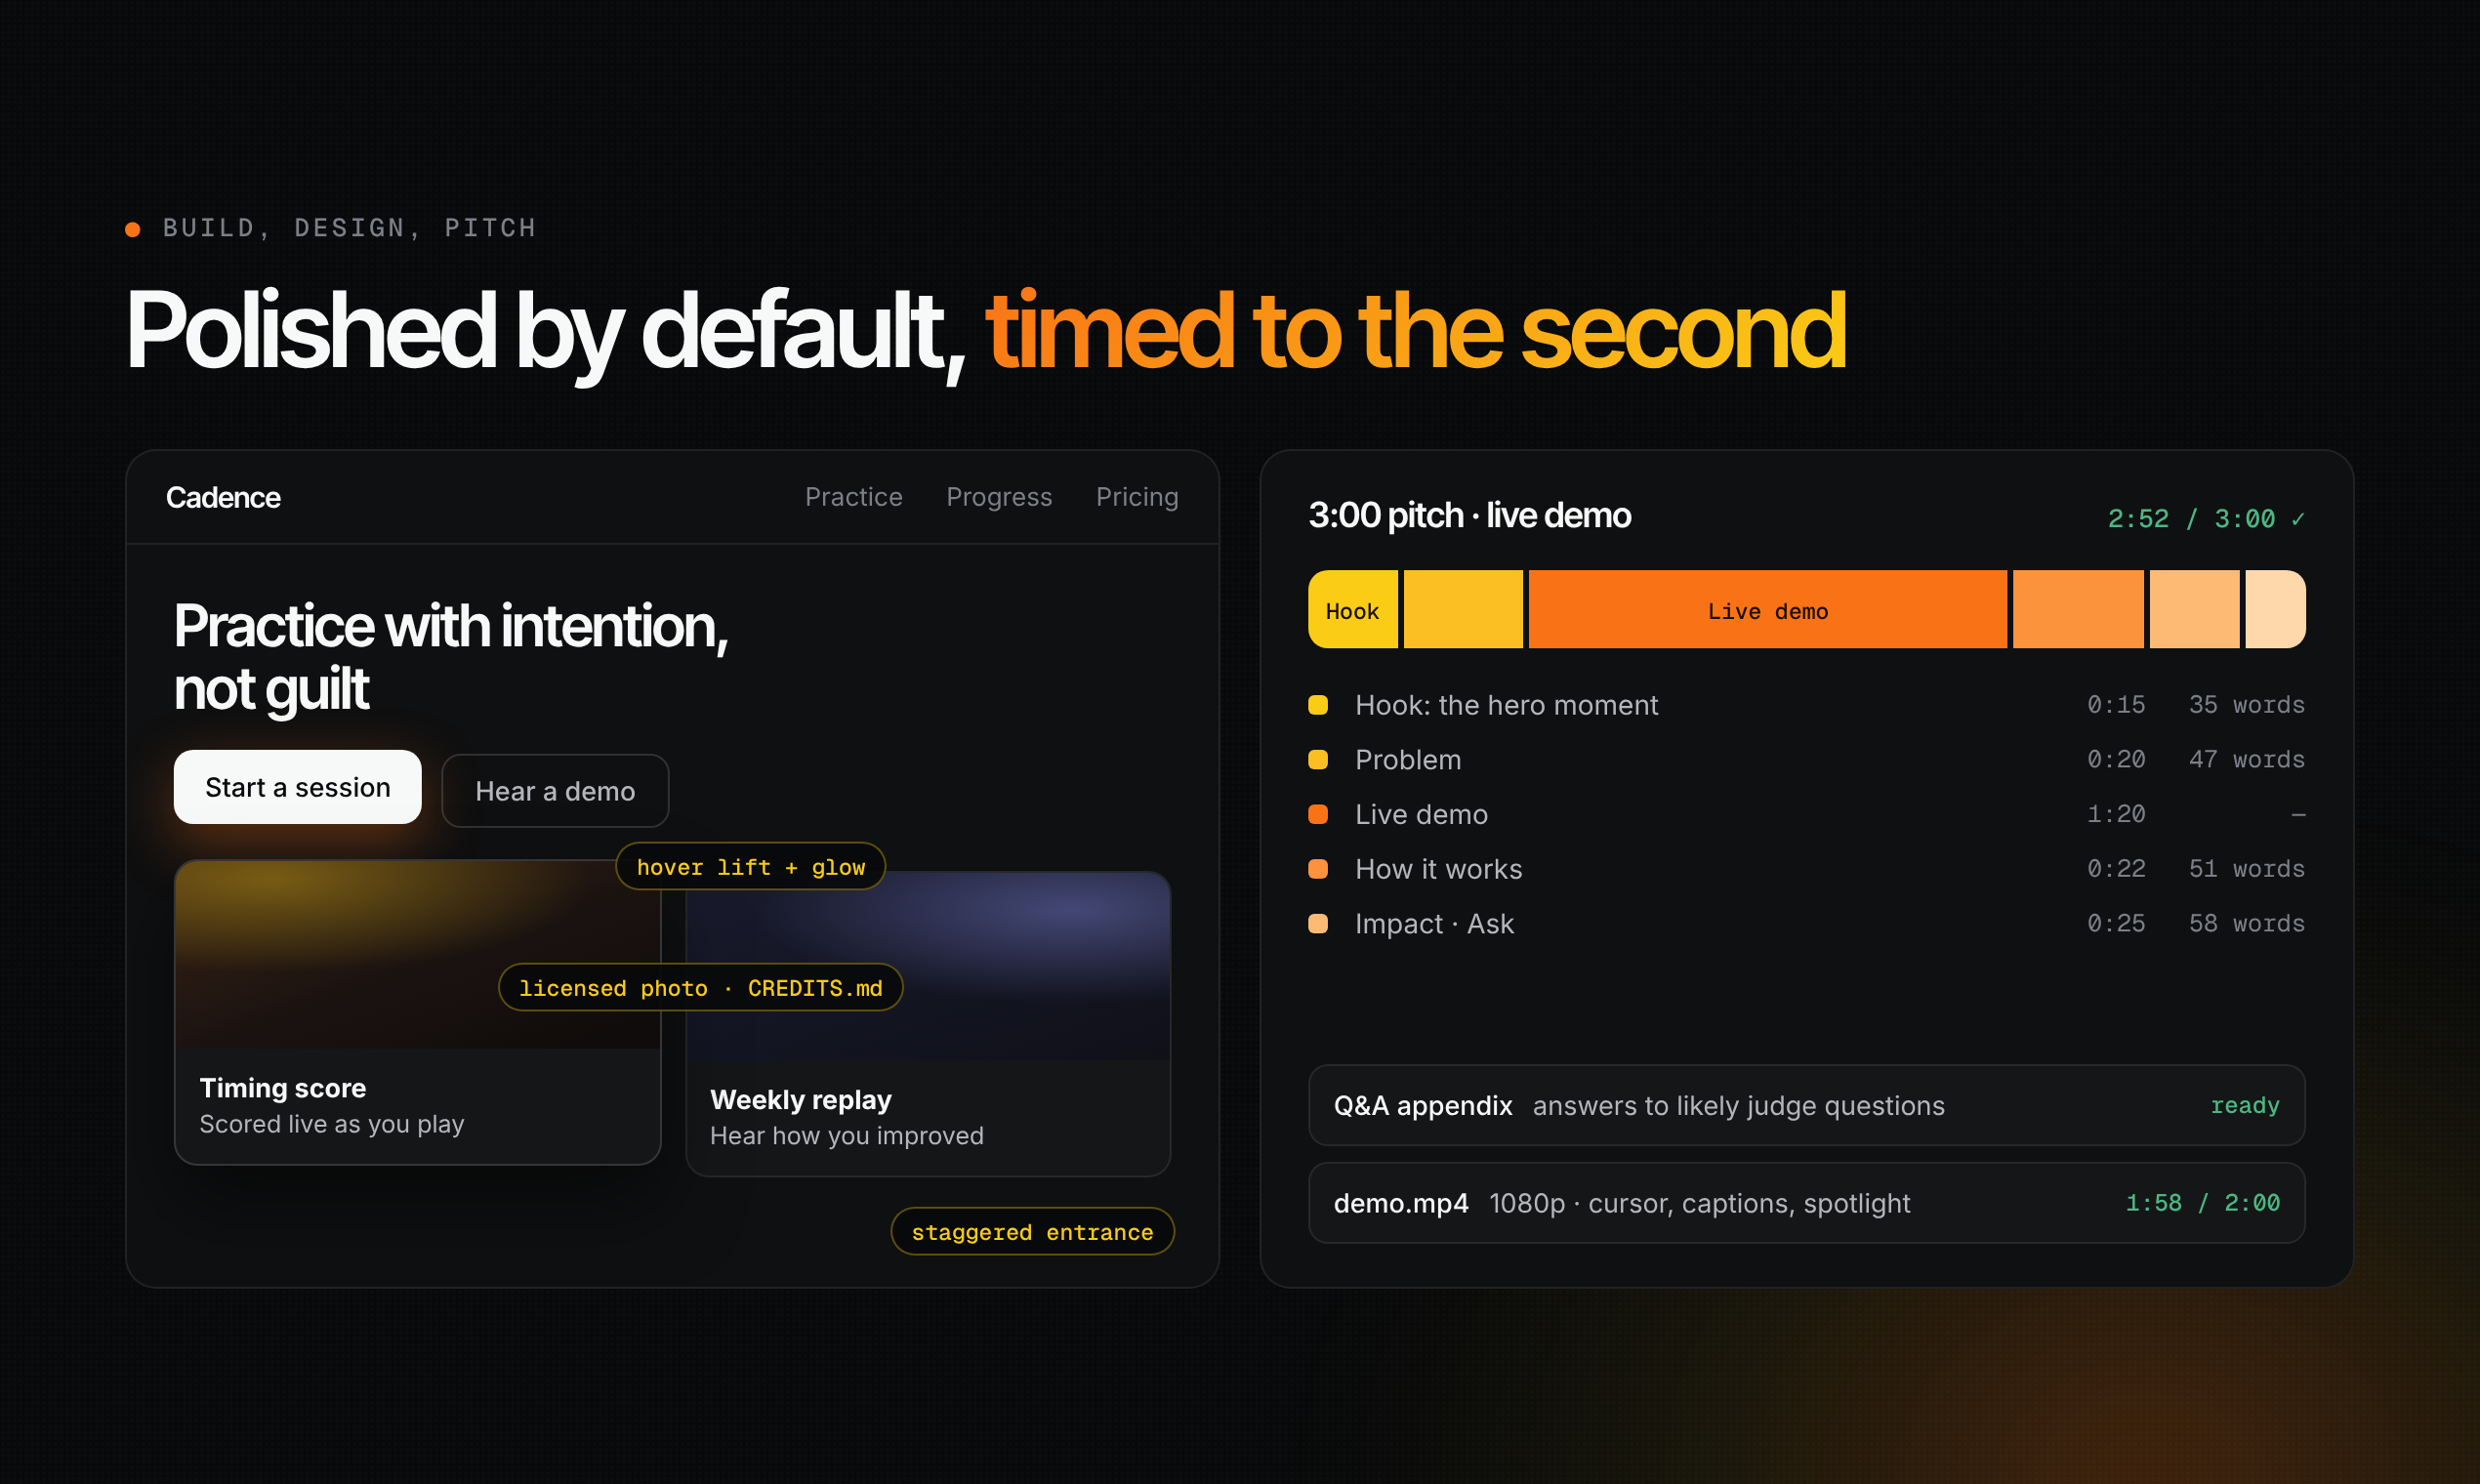 BUILD, DESIGN, PITCH
Polished by default, timed to the second
Cadence
Practice
Progress
Pricing
Practice with intention,
not guilt
Start a session
Hear a demo
hover lift + glow
licensed photo · CREDITS.md
Timing score
Scored live as you play
Weekly replay
Hear how you improved
staggered entrance
3:00 pitch · live demo
2:52 / 3:00 ✓
Hook
Live demo
Hook: the hero moment 0:15 35 words
Problem 0:20 47 words
Live demo 1:20 —
How it works 0:22 51 words
Impact · Ask 0:25 58 words
Q&A appendix answers to likely judge questions ready
demo.mp4 1080p · cursor, captions, spotlight 1:58 / 2:00